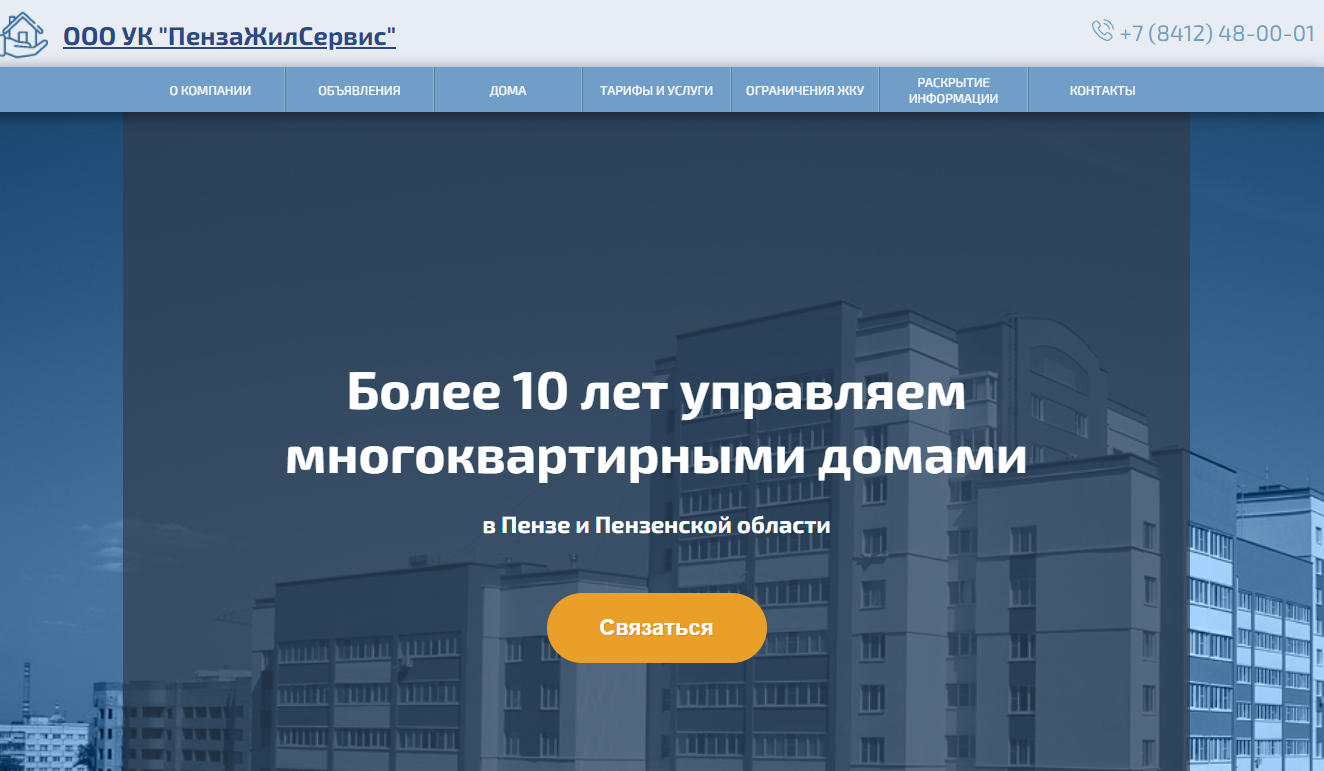 ООО УК "ПензаЖилСервис"
+7 (8412) 48-00-01
О КОМПАНИИ
ОБЪЯВЛЕНИЯ
ДОМА
ТАРИФЫ И УСЛУГИ
ОГРАНИЧЕНИЯ ЖКУ
РАСКРЫТИЕ
ИНФОРМАЦИИ
КОНТАКТЫ
Более 10 лет управляем
многоквартирными домами
в Пензе и Пензенской области
Связаться